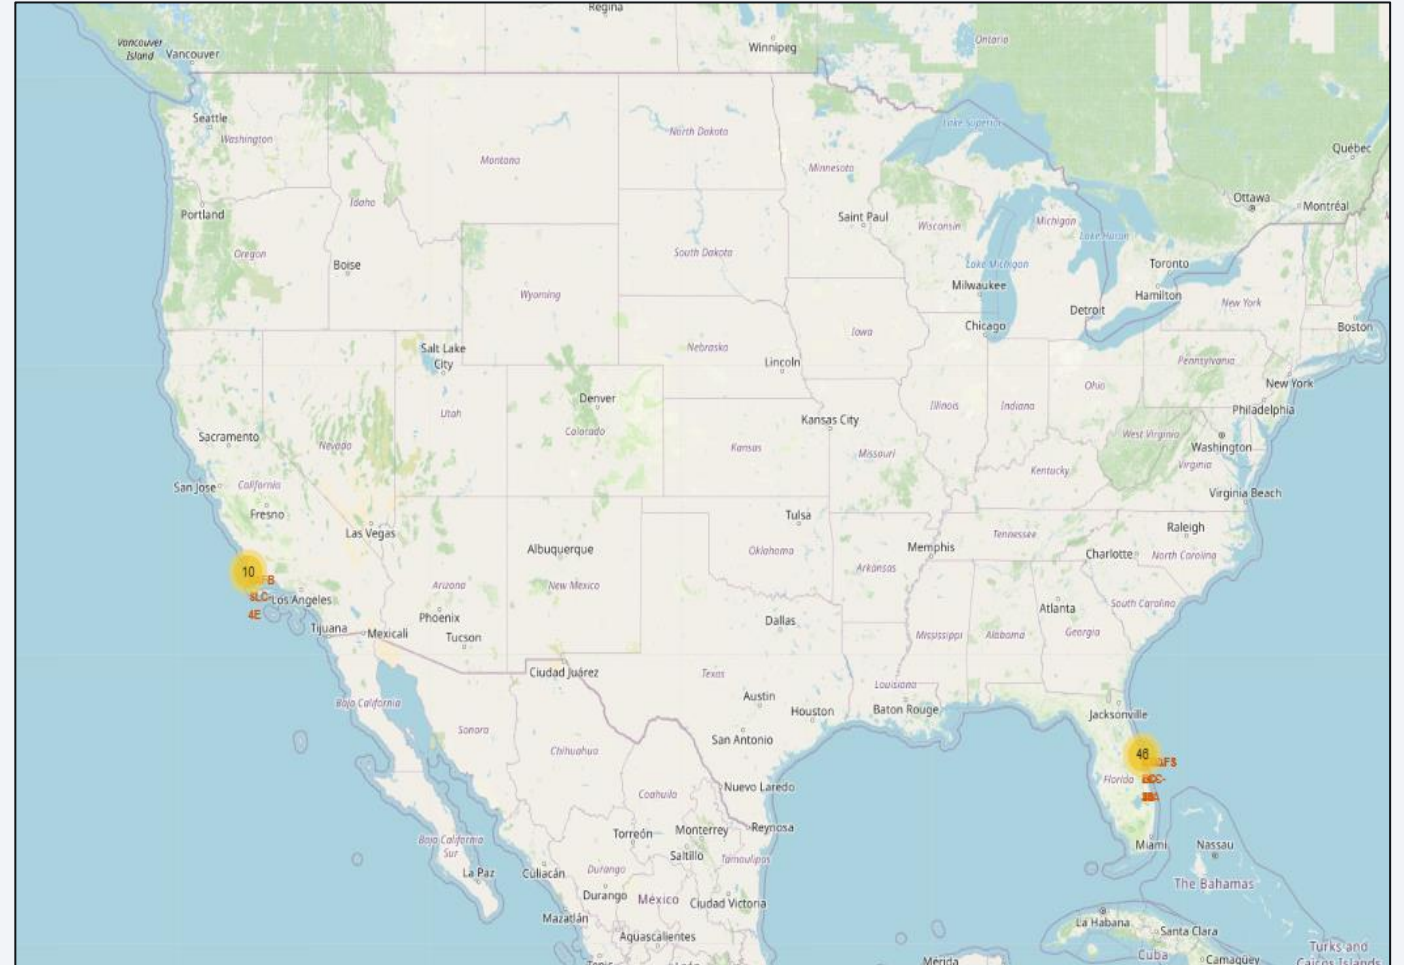 Regina
Winnipeg
Ontario
Vancouver
Island
Vancouver
Seattle
Washington
Montana
North Dakota
Minnesota
Lake Superior
Québec
Portland
Idaho
Saint Paul
Wisconsin
Michigan
Ottawa
Montréal
Oregon
Boise
South Dakota
Lake Huron
Toronto
Wyoming
Lake Michigan
Milwaukee
Hamilton
New York
Detroit
Chicago
Boston
Iowa
Salt Lake
City
Nebraska
Lincoln
Pennsylvania
Ohio
New York
Denver
Utah
Illinois
Indiana
Philadelphia
Sacramento
Nevada
Colorado
Kansas City
Kansas
Missouri
West Virginia
Washington
Virginia
San Jose
California
Kentucky
Virginia Beach
Fresno
Las Vegas
Tulsa
Raleigh
Tennessee
Albuquerque
Oklahoma
Memphis
Charlotte
North Carolina
10
Arizona
New Mexico
Arkansas
SLC-
4E
Los Angeles
Phoenix
Dallas
Atlanta
South Carolina
Tijuana
Mexicali
Tucson
Mississippi
Alabama
Georgia
Ciudad Juárez
Texas
Louisiana
Baja California
Austin
Houston
Baton Rouge
Jacksonville
Sonora
Chihuahua
San Antonio
46
Florida
Nuevo Laredo
Coahuila
Torreón
Monterrey
Reynosa
Baja California
Sur
Saltillo
Tamaulipas
Miami
Nassau
La Paz
Culiacán
Durango
Durango
México
Ciudad Victoria
The Bahamas
Mazatlán
La Habana
Santa Clara
Aguascalientes
Cuba
Camagüey
Turks and
Caicos Islands
Mérida